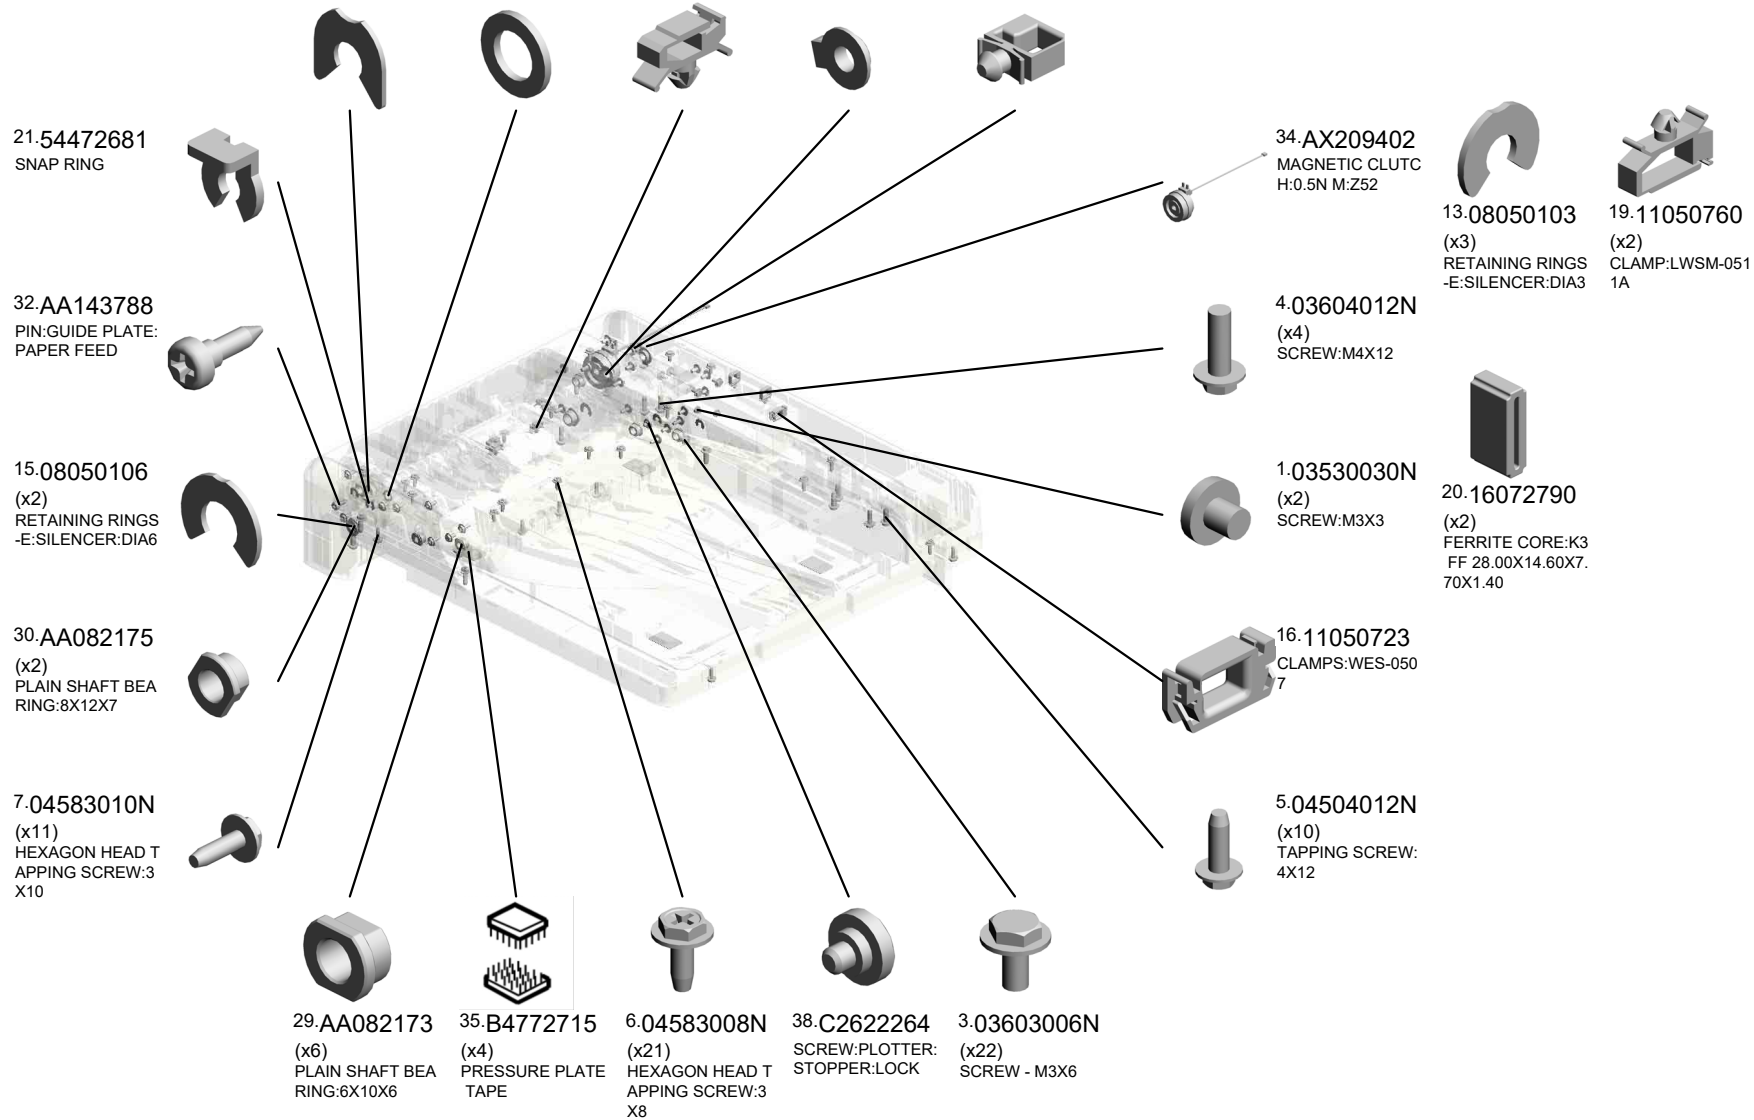 21.54472681
SNAP RING
32.AA143788
PIN:GUIDE PLATE:
PAPER FEED
15.08050106
(x2)
RETAINING RINGS
-E:SILENCER:DIA6
30.AA082175
(x2)
PLAIN SHAFT BEA
RING:8X12X7
7.04583010N
(x11)
HEXAGON HEAD T
APPING SCREW:3
X10
29.AA082173
(x6)
PLAIN SHAFT BEA
RING:6X10X6
35.B4772715
(x4)
PRESSURE PLATE
TAPE
6.04583008N
(x21)
HEXAGON HEAD T
APPING SCREW:3
X8
38.C2622264
SCREW:PLOTTER:
STOPPER:LOCK
3.03603006N
(x22)
SCREW - M3X6
34.AX209402
MAGNETIC CLUTC
H:0.5N M:Z52
4.03604012N
(x4)
SCREW:M4X12
1.03530030N
(x2)
SCREW:M3X3
16.11050723
CLAMPS:WES-050
7
5.04504012N
(x10)
TAPPING SCREW:
4X12
13.08050103
(x3)
RETAINING RINGS
-E:SILENCER:DIA3
19.11050760
(x2)
CLAMP:LWSM-051
1A
20.16072790
(x2)
FERRITE CORE:K3
FF 28.00X14.60X7.
70X1.40